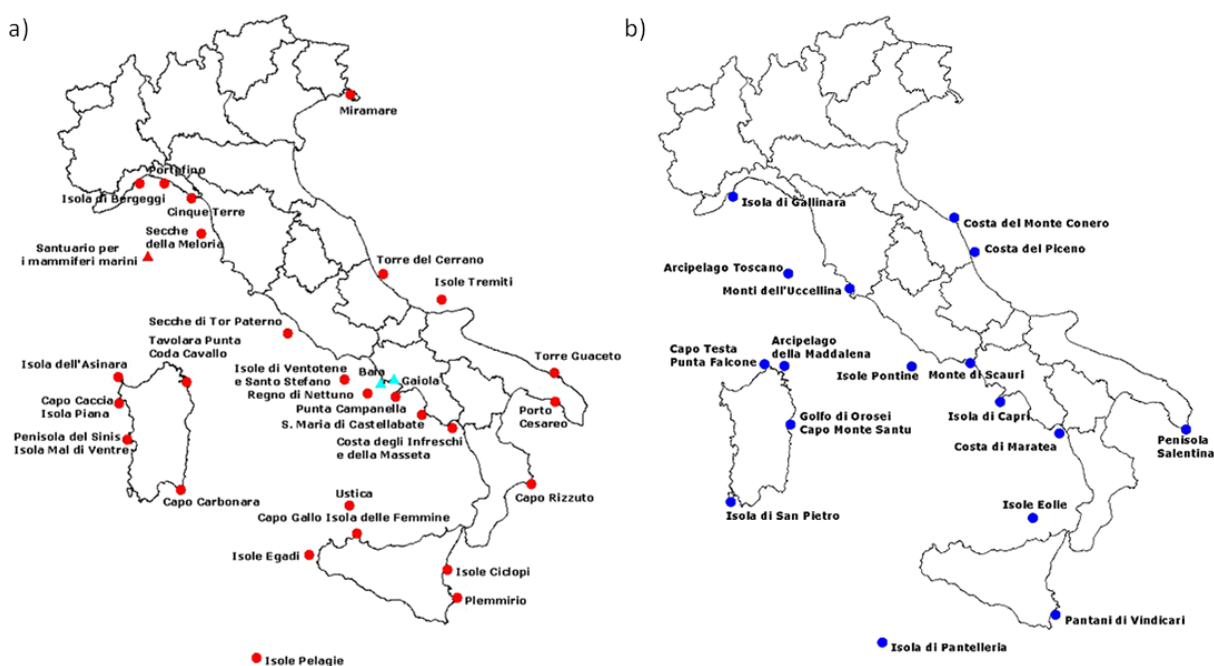 a)
Miramare
Portofino
Isola di Bergeggi
Cinque Terre
Secche
della Meloria
Santuario per
i mammiferi marini
Torre del Cerrano
Isole Tremiti
Secche di Tor Paterno
Tavolara Punta
Coda Cavallo
Isola dell'Asinara
Isole di Ventotene
e Santo Stefano
Baia
Gaiola
Regno di Nettuno
Torre Guaceto
Capo Caccia
Isola Piana
Punta Campanella
Porto
Cesareo
S. Maria di Castellabate
Penisola del Sinis
Isola Mal di Ventre
Costa degli Infreschi
e della Masseta
Capo Carbonara
Ustica
Capo Rizzuto
Capo Gallo Isola delle Femmine
Isole Egadi
Isole Ciclopi
Plemmirio
Isole Pelagie
b)
Isola di Gallinara
Costa del Monte Conero
Costa del Piceno
Arcipelago Toscano
Monti dell'Uccellina
Capo Testa
Punta Falcone
Arcipelago
della Maddalena
Isole Pontine
Monte di Scauri
Isola di Capri
Golfo di Orosei
Capo Monte Santu
Costa di Maratea
Penisola
Salentina
Isola di San Pietro
Isole Eolle
Pantani di Vindicari
Isola di Pantelleria